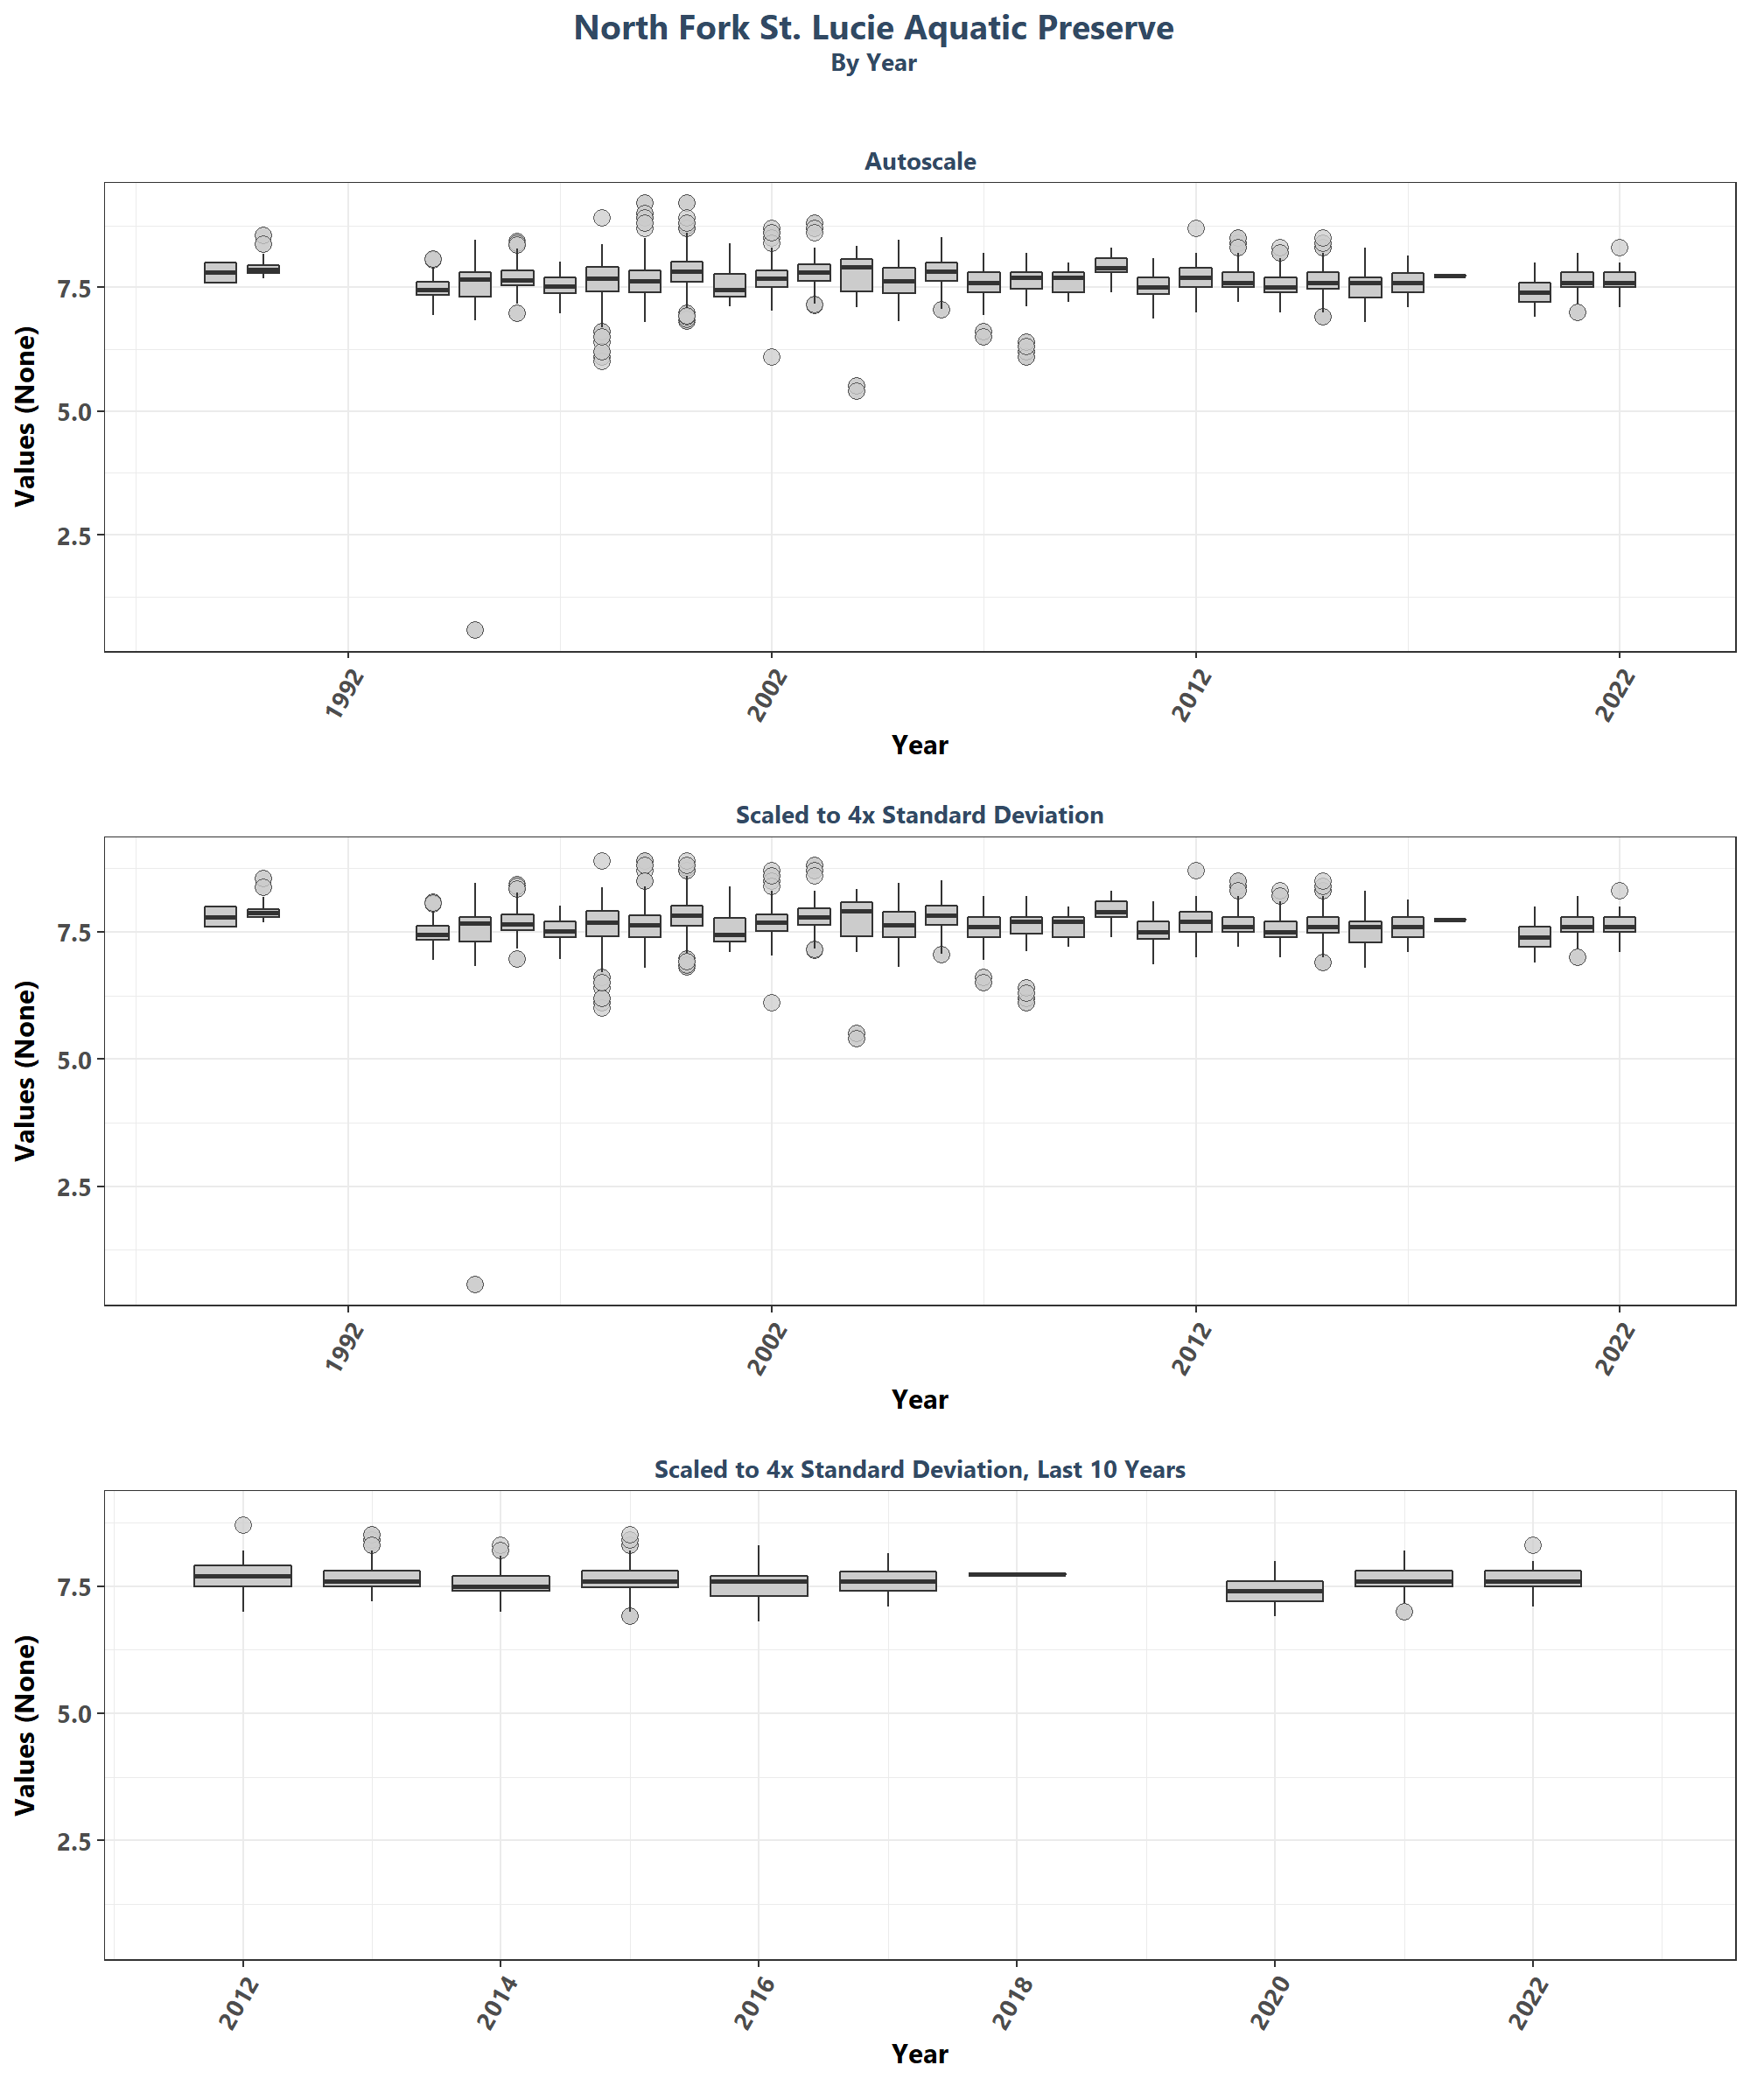 North Fork St. Lucie Aquatic Preserve
By Year
Autoscale
Values (None)
7.5
5.0
2.5
1992
2002
2012
2022
Year
Scaled to 4x Standard Deviation
Values (None)
7.5
5.0
2.5
1992
2002
2012
2022
Year
Scaled to 4x Standard Deviation, Last 10 Years
Values (None)
7.5
5.0
2.5
2012
2014
2016
2018
2020
2022
Year